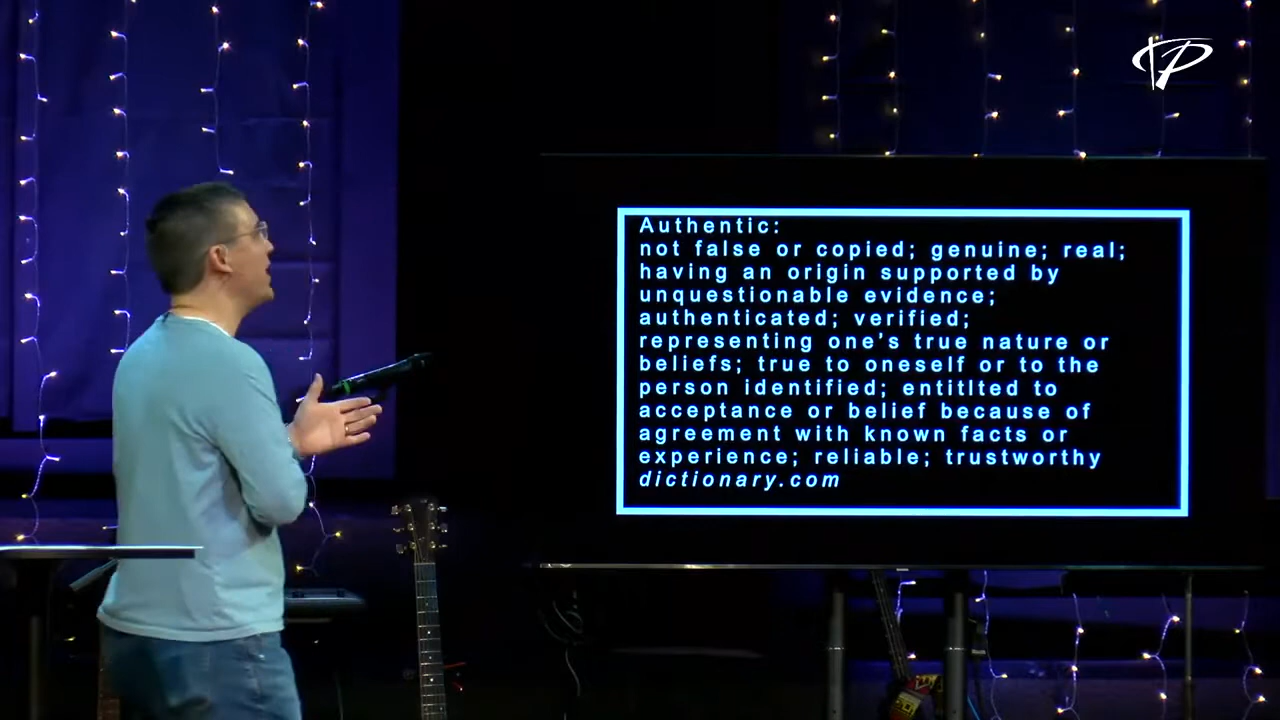 Authentic:
not false or copied; genuine; real;
having an origin supported by
unquestionable evidence;
authenticated; verified;
representing one's true nature or
beliefs; true to oneself or to the
person identified; entitlted to
acceptance or belief because of
agreement with known facts or
experience; reliable; trustworthy
dictionary.com